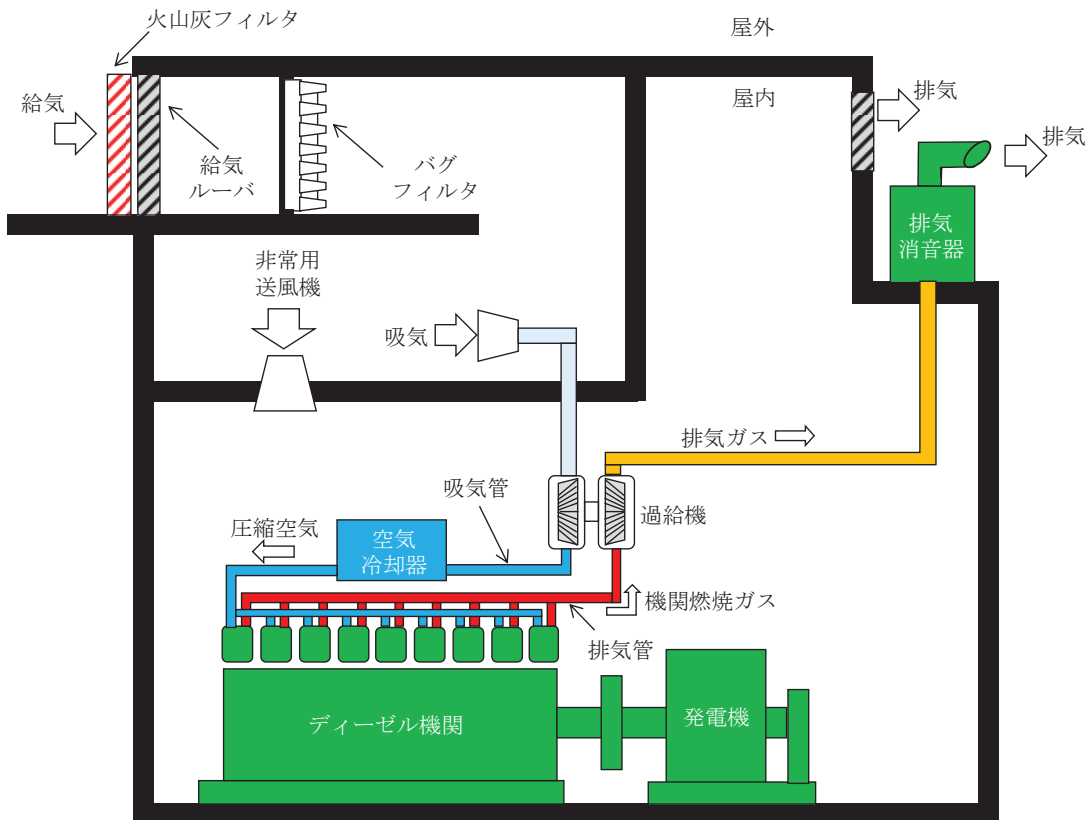 火山灰フィルタ
屋外
給気
屋内
排気
排気
給気
ルーバ
バグ
フィルタ
排気
消音器
非常用
送風機
吸気
排気ガス
吸気管
過給機
圧縮空気
空気
冷却器
機関燃焼ガス
排気管
ディーゼル機関
発電機